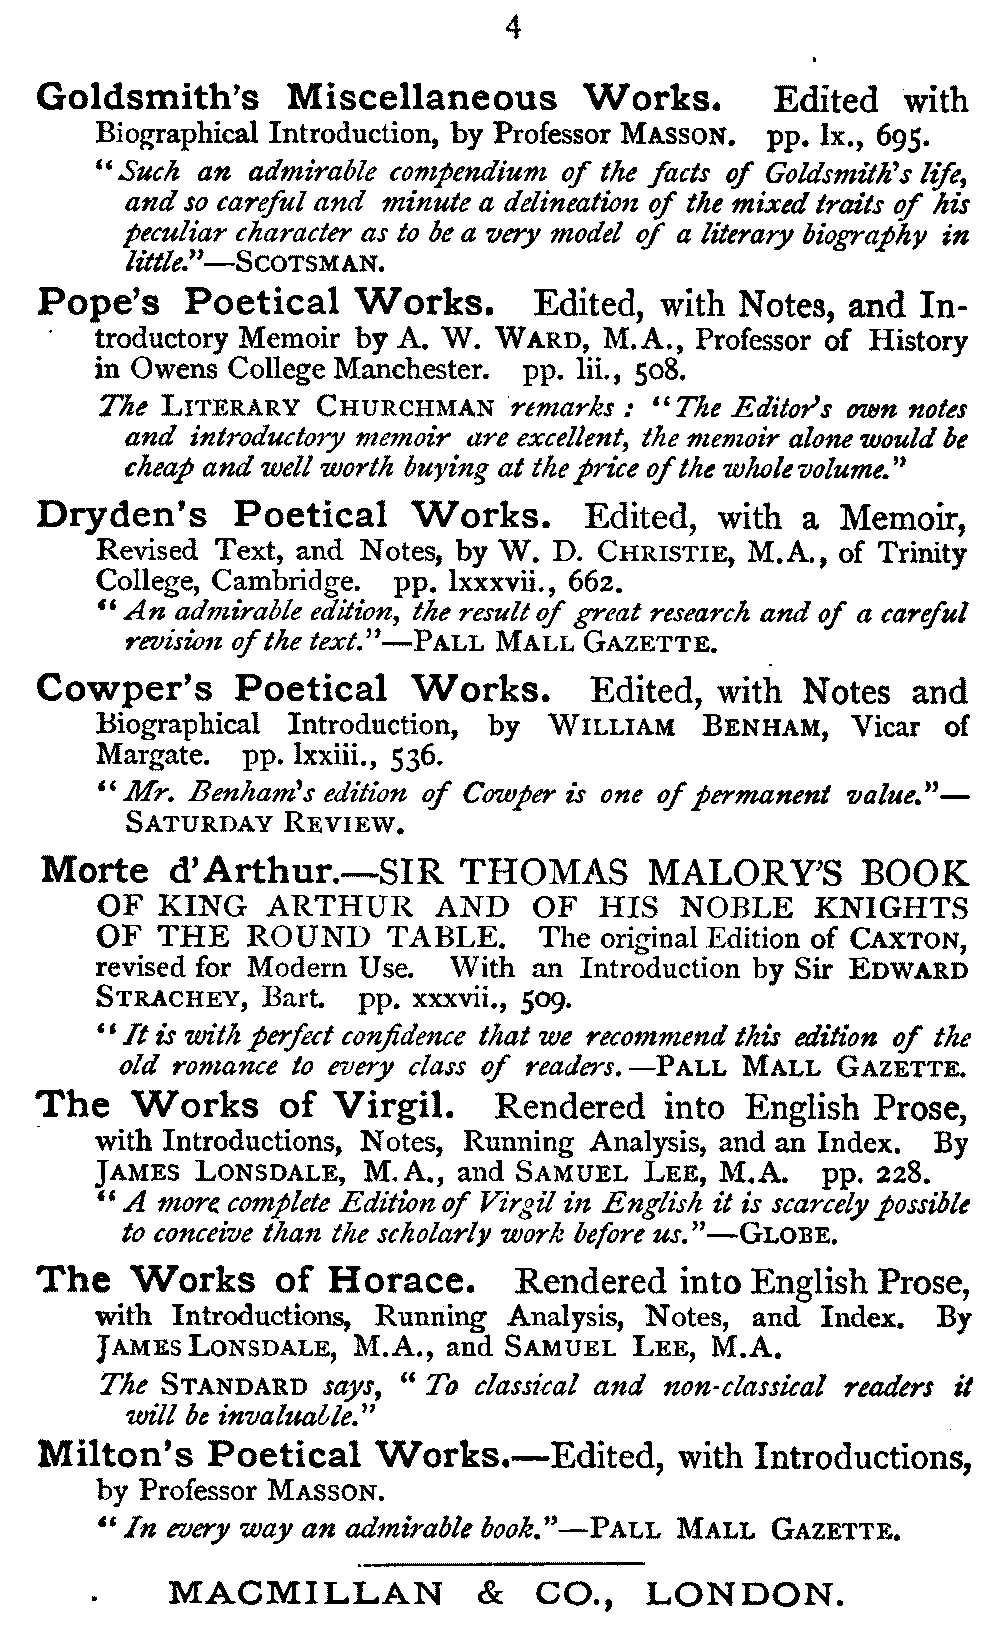 4
Goldsmith's Miscellaneous Works. Edited with
Biographical Introduction, by Professor MASSON. pp. lx., 695.
"Such an admirable compendium of the facts of Goldsmith's life,
and so careful and minute a delineation of the mixed traits of his
peculiar character as to be a very model of a literary biography in
little."—SCOTSMAN.
Pope's Poetical Works. Edited, with Notes, and In-
troductory Memoir by A. W. WARD, M.A., Professor of History
in Owens College Manchester. pp. lii., 508.
The LITERARY CHURCHMAN remarks: "The Editor's own notes
and introductory memoir are excellent, the memoir alone would be
cheap and well worth buying at the price of the whole volume."
Dryden's Poetical Works. Edited, with a Memoir,
Revised Text, and Notes, by W. D. CHRISTIE, M.A., of Trinity
College, Cambridge. pp. lxxxvii., 662.
"An admirable edition, the result of great research and of a careful
revision of the text."—PALL MALL GAZETTE.
Cowper's Poetical Works. Edited, with Notes and
Biographical Introduction, by WILLIAM BENHAM, Vicar of
Margate. pp. lxxiii., 536.
"Mr. Benham's edition of Cowper is one of permanent value."—
SATURDAY REVIEW.
Morte d'Arthur.—SIR THOMAS MALORY'S BOOK
OF KING ARTHUR AND OF HIS NOBLE KNIGHTS
OF THE ROUND TABLE. The original Edition of CAXTON,
revised for Modern Use. With an Introduction by Sir EDWARD
STRACHEY, Bart. pp. xxxvii., 509.
"It is with perfect confidence that we recommend this edition of the
old romance to every class of readers.—PALL MALL GAZETTE.
The Works of Virgil. Rendered into English Prose,
with Introductions, Notes, Running Analysis, and an Index. By
JAMES LONSDALE, M.A., and SAMUEL LEE, M.A. pp. 228.
"A more complete Edition of Virgil in English it is scarcely possible
to conceive than the scholarly work before us."—GLOBE.
The Works of Horace. Rendered into English Prose,
with Introductions, Running Analysis, Notes, and Index. By
JAMES LONSDALE, M.A., and SAMUEL LEE, M.A.
The STANDARD says, "To classical and non-classical readers it
will be invaluable."
Milton's Poetical Works.—Edited, with Introductions,
by Professor MASSON.
"In every way an admirable book."—PALL MALL GAZETTE.
MACMILLAN & CO., LONDON.